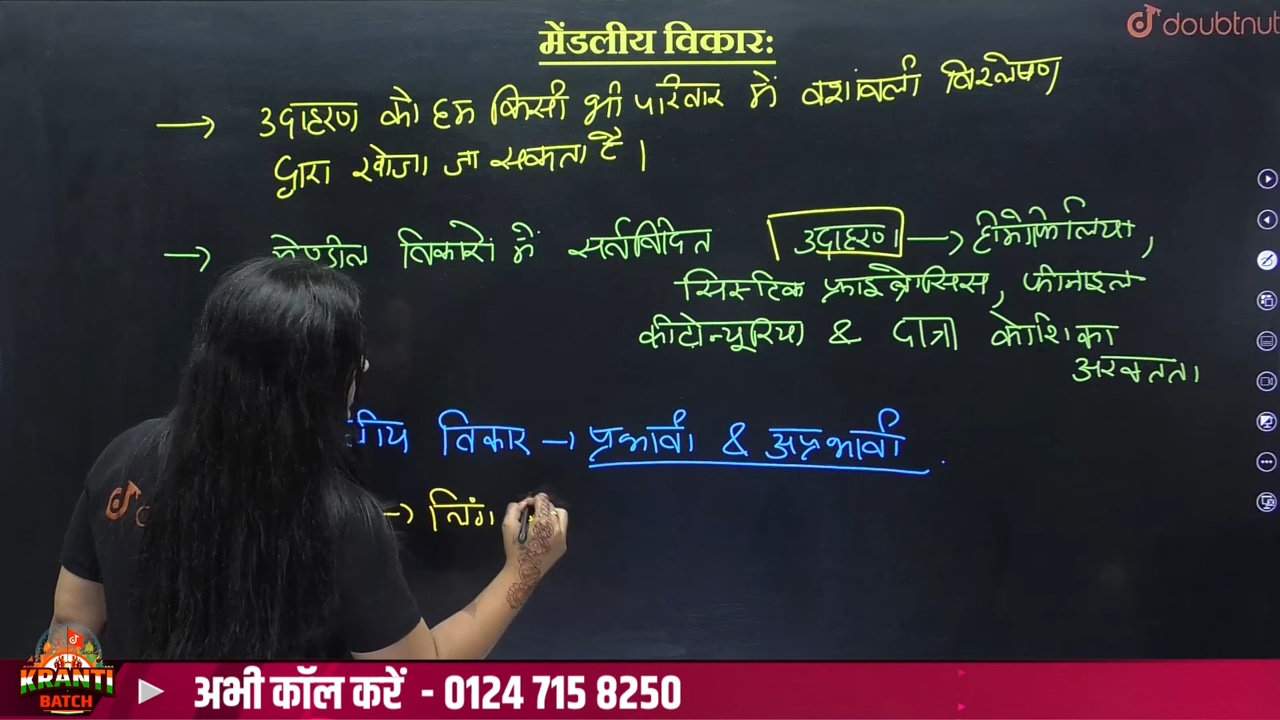 doubtnut
मेंडलीय विकार:
→ उदाहरण को हम किसी भी परिवार में वशांवली विश्लेषण
द्वारा खोजा जा सकता है।
→ विकारों में सर्वविदित उदाहरण → हीमोफिलिया,
सिस्टिक फ्राइब्रोसिस, फीनाइल
कीटोन्यूरिया & दात्रा कोशिका
अरक्तता
विकार → प्रभावी & अप्रभावी.
→ लिंग
KRANTI
BATCH
अभी कॉल करें - 0124 715 8250